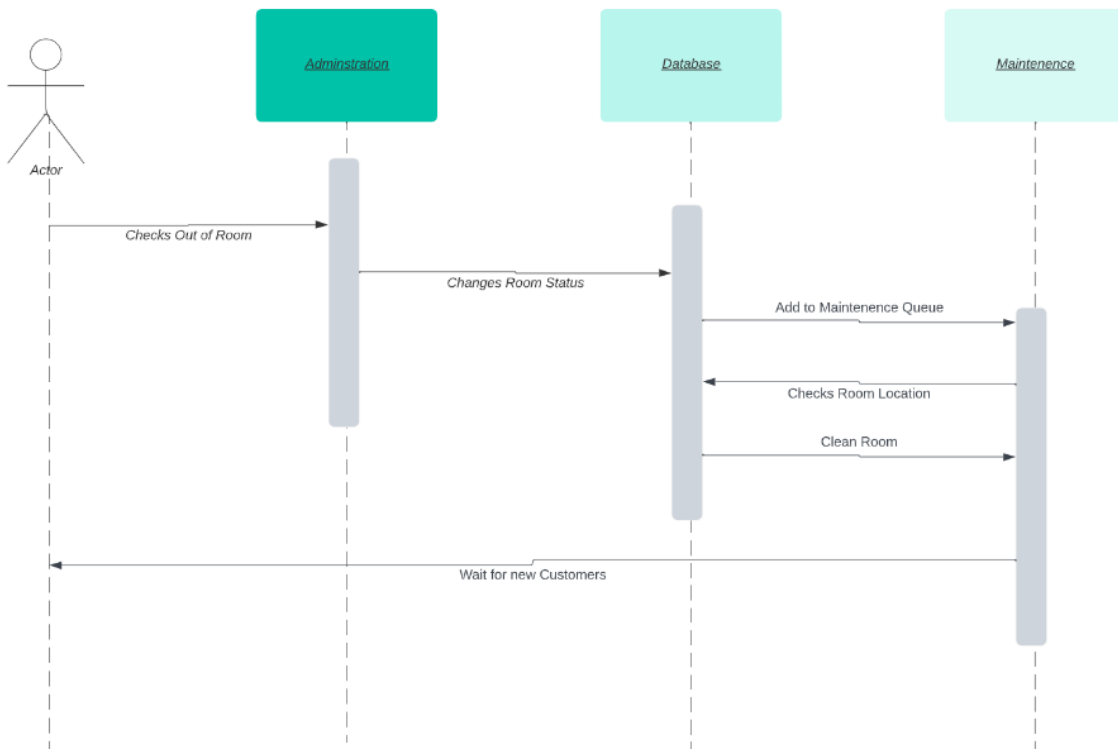 Adminstration
Database
Maintenence
Actor
Checks Out of Room
Changes Room Status
Add to Maintenence Queue
Checks Room Location
Clean Room
Wait for new Customers